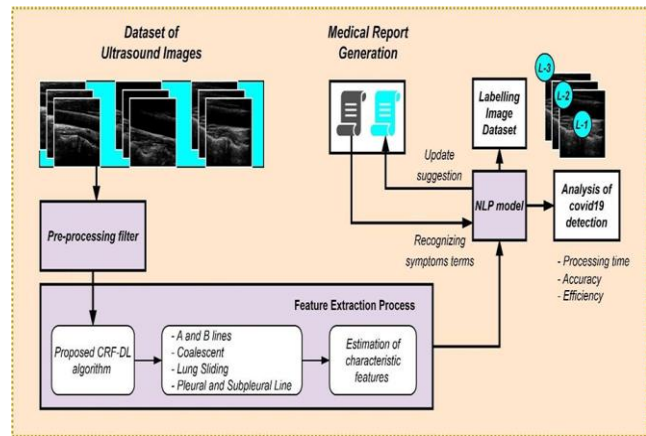 Dataset of
Ultrasound Images
Medical Report
Generation
L-3
L-2
L-1
Labelling
Image
Dataset
Update
suggestion
NLP model
Analysis of
covid19
detection
Pre-processing filter
Recognizing
symptoms terms
- Processing time
- Accuracy
- Efficiency
Feature Extraction Process
Proposed CRF-DL
algorithm
- A and B lines
- Coalescent
- Lung Sliding
- Pleural and Subpleural Line
Estimation of
characteristic
features